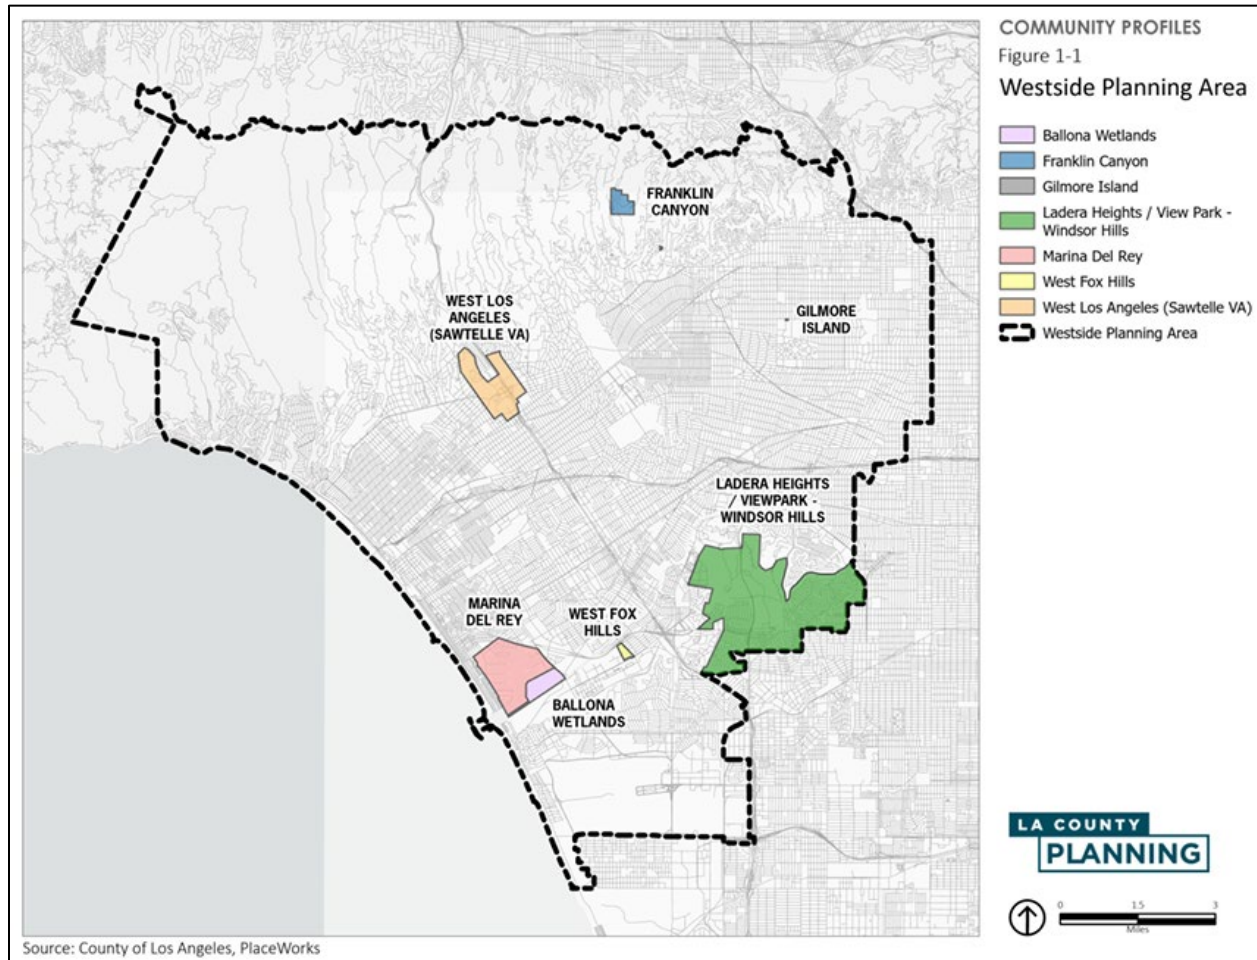 COMMUNITY PROFILES
Figure 1-1
Westside Planning Area
Ballona Wetlands
Franklin Canyon
Gilmore Island
Ladera Heights / View Park -
Windsor Hills
Marina Del Rey
West Fox Hills
West Los Angeles (Sawtelle VA)
Westside Planning Area
FRANKLIN
CANYON
WEST LOS
ANGELES
(SAWTELLE VA)
GILMORE
ISLAND
LADERA HEIGHTS
/ VIEWPARK -
WINDSOR HILLS
MARINA
DEL REY
WEST FOX
HILLS
BALLONA
WETLANDS
LA COUNTY
PLANNING
0 1.5 3
Miles
Source: County of Los Angeles, PlaceWorks